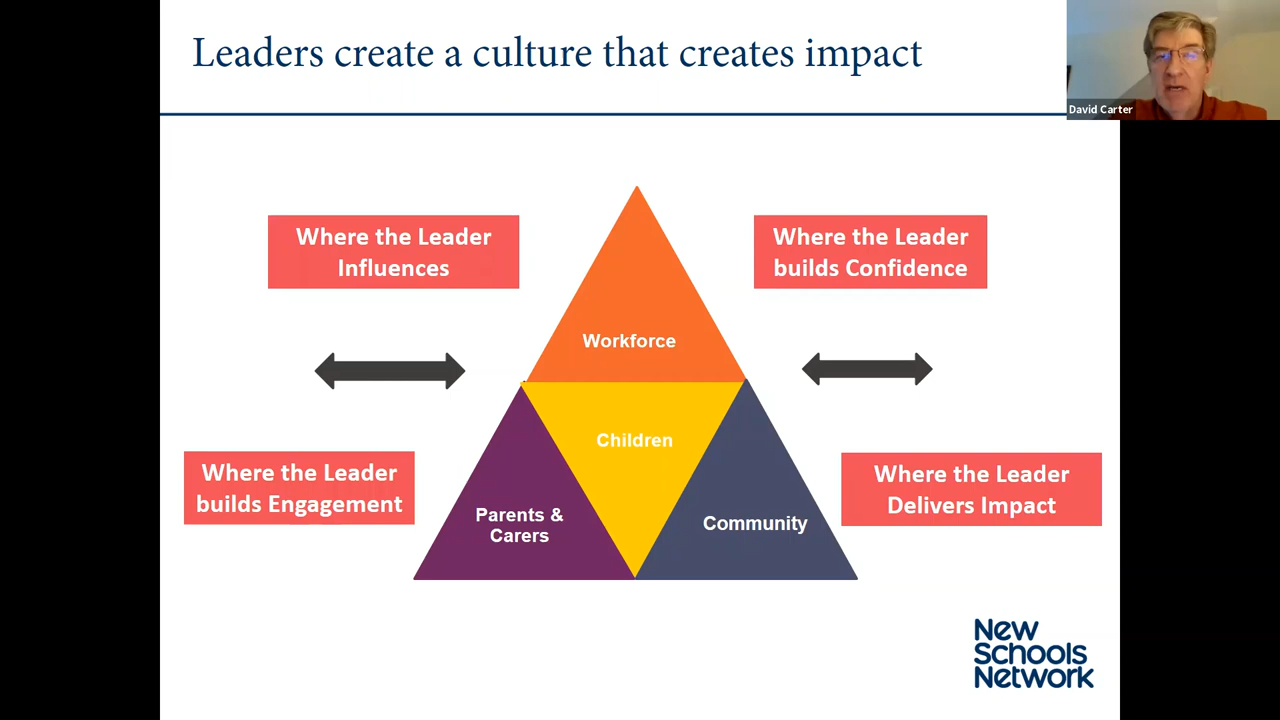 Leaders create a culture that creates impact
David Carter
Where the Leader
Influences
Where the Leader
builds Confidence
Workforce
Children
Where the Leader
builds Engagement
Where the Leader
Delivers Impact
Parents &
Carers
Community
New
Schools
Network